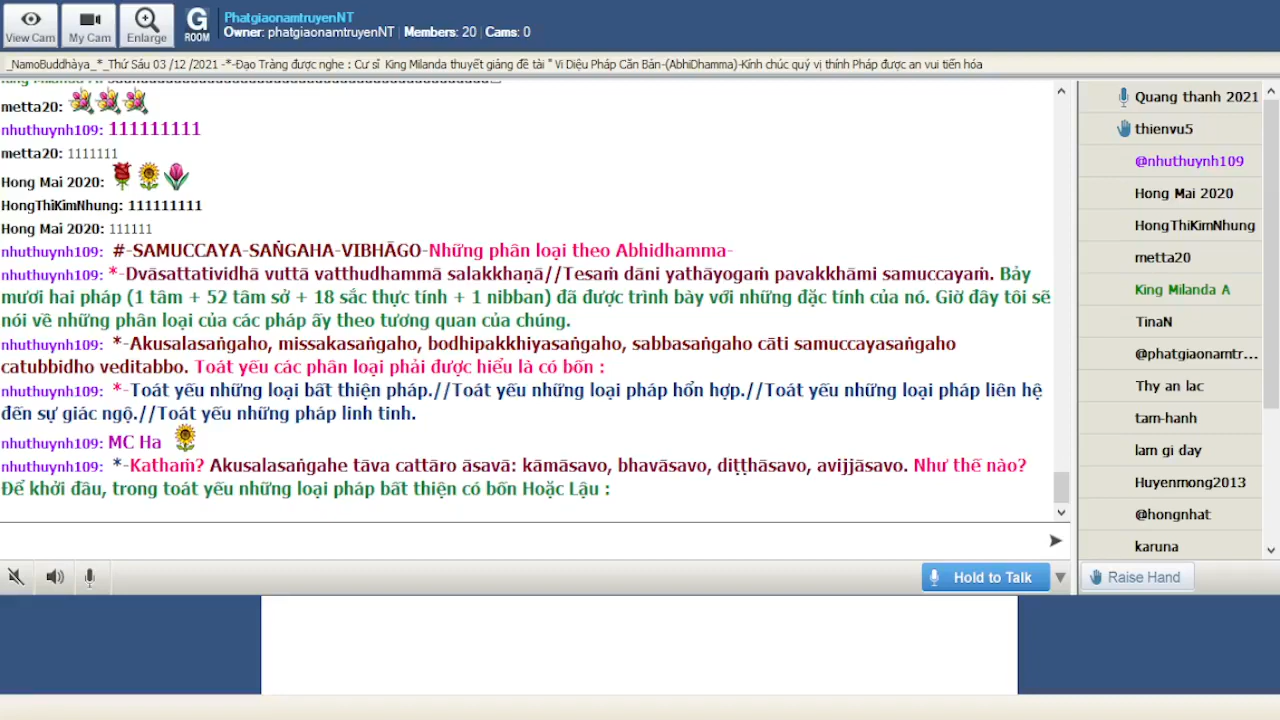 View Cam
My Cam
Enlarge
G
ROOM
PhatgiaonamtruyenNT
Owner: phatgiaonamtruyenNT | Members: 20 | Cams: 0
_NamoBuddhàya_*_Thứ Sáu 03 /12 /2021 -*-Đạo Tràng được nghe : Cư sĩ King Milanda thuyết giảng đề tài " Vi Diệu Pháp Căn Bản-(AbhiDhamma)-Kính chúc quý vị thính Pháp được an vui tiến hóa
metta20:
nhuthuynh109: 111111111
metta20: 1111111
Hong Mai 2020:
HongThiKimNhung: 111111111
Hong Mai 2020: 111111
nhuthuynh109: #-SAMUCCAYA-SAṄGAHA-VIBHĀGO-Những phân loại theo Abhidhamma-
nhuthuynh109: *-Dvāsattatividhā vuttā vatthudhammā salakkhaṇā//Tesaṁ dāni yathāyogaṁ pavakkhāmi samuccayaṁ. Bảy
mươi hai pháp (1 tâm + 52 tâm sở + 18 sắc thực tính + 1 nibban) đã được trình bày với những đặc tính của nó. Giờ đây tôi sẽ
nói về những phân loại của các pháp ấy theo tương quan của chúng.
nhuthuynh109: *-Akusalasaṅgaho, missakasaṅgaho, bodhipakkhiyasaṅgaho, sabbasaṅgaho cāti samuccayasaṅgaho
catubbidho veditabbo. Toát yếu các phân loại phải được hiểu là có bốn :
nhuthuynh109: *-Toát yếu những loại bất thiện pháp.//Toát yếu những loại pháp hổn hợp.//Toát yếu những loại pháp liên hệ
đến sự giác ngộ.//Toát yếu những pháp linh tinh.
nhuthuynh109: MC Ha
nhuthuynh109: *-Kathaṁ? Akusalasaṅgahe tāva cattāro āsavā: kāmāsavo, bhavāsavo, diṭṭhāsavo, avijjāsavo. Như thế nào?
Để khởi đầu, trong toát yếu những loại pháp bất thiện có bốn Hoặc Lậu :
Hold to Talk
Quang thanh 2021
thienvu5
@nhuthuynh109
Hong Mai 2020
HongThiKimNhung
metta20
King Milanda A
TinaN
@phatgiaonamtr...
Thy an lac
tam-hanh
lam gi day
Huyenmong2013
@hongnhat
karuna
Raise Hand